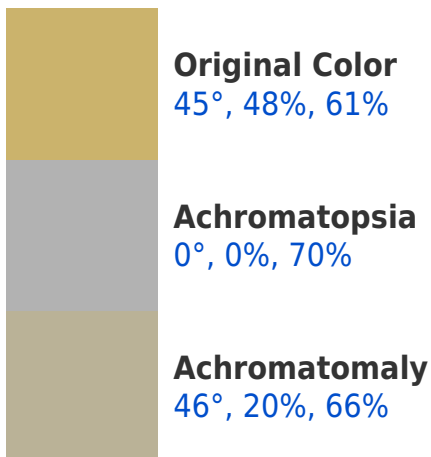 Original Color
45°, 48%, 61%
Achromatopsia
0°, 0%, 70%
Achromatomaly
46°, 20%, 66%